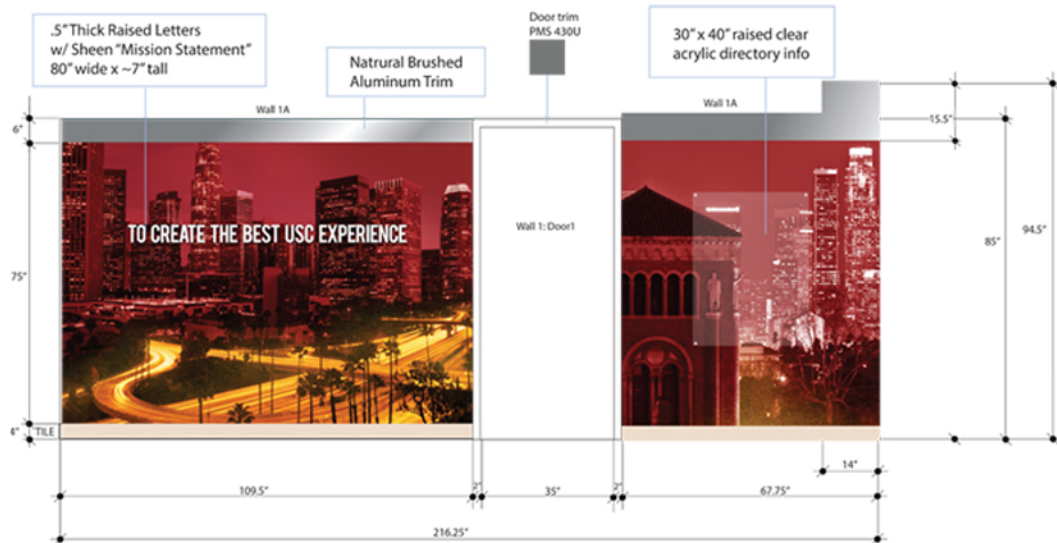 .5” Thick Raised Letters
w/ Sheen “Mission Statement”
80” wide x ~7” tall
Natrural Brushed
Aluminum Trim
Door trim
PMS 430U
30” x 40” raised clear
acrylic directory info
Wall 1A
Wall 1A
6”
15.5”
TO CREATE THE BEST USC EXPERIENCE
Wall 1: Door1
75”
85”
94.5”
4”
TILE
14”
109.5”
2”
35”
2”
67.75”
216.25”